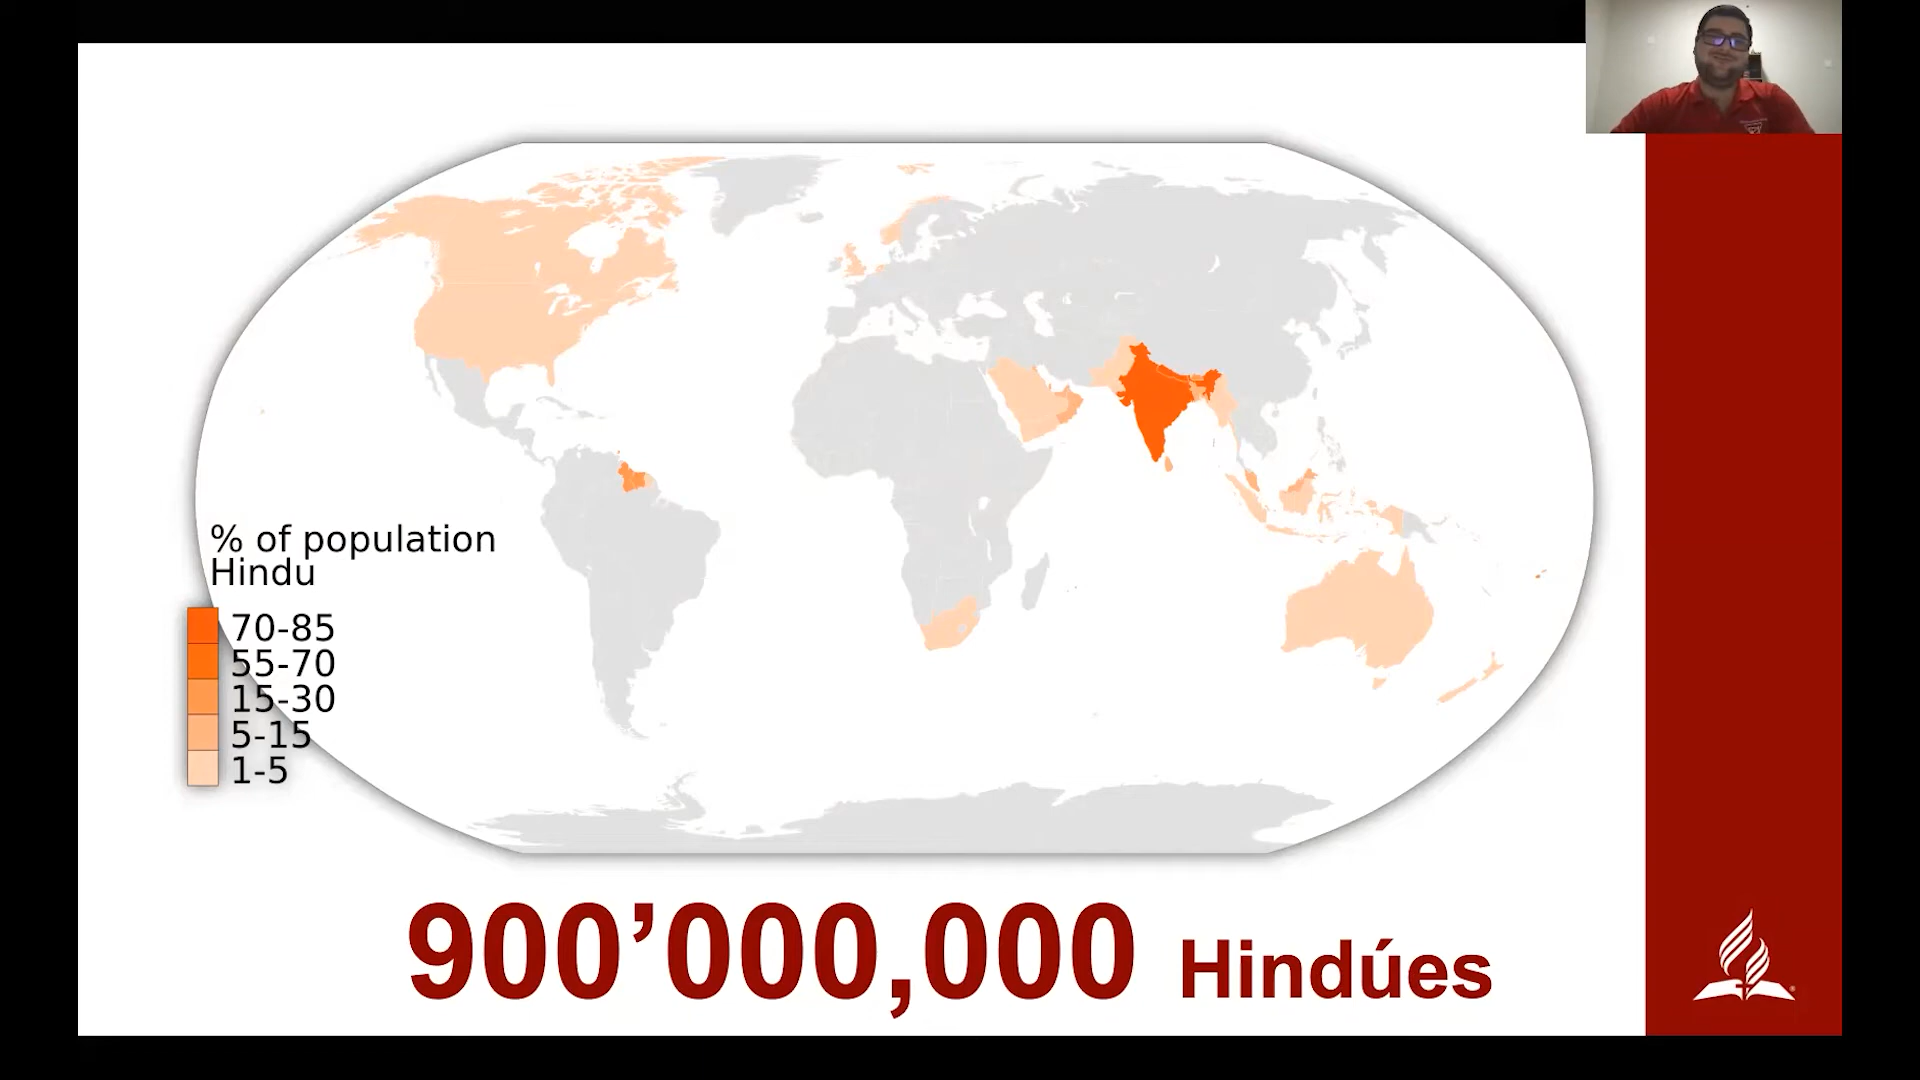 % of population
Hindu
70-85
55-70
15-30
5-15
1-5
900’000,000 Hindúes